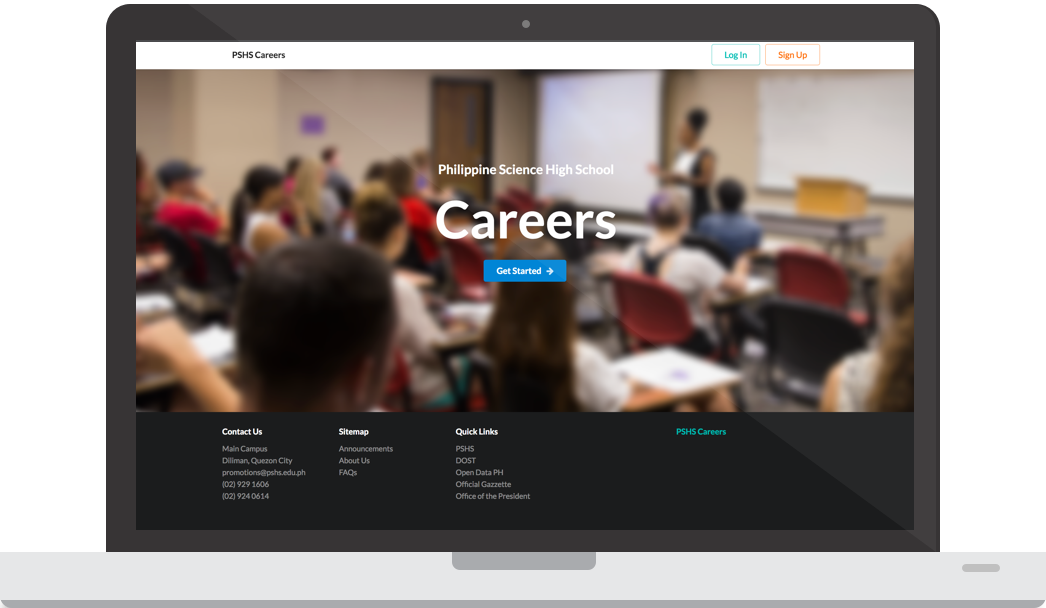 PSHS Careers
Log In
Sign Up
Philippine Science High School
Careers
Get Started
Contact Us
Main Campus
Diliman, Quezon City
promotions@pshs.edu.ph
(02) 929 1606
(02) 924 0614
Sitemap
Announcements
About Us
FAQs
Quick Links
PSHS
DOST
Open Data PH
Official Gazzette
Office of the President
PSHS Careers